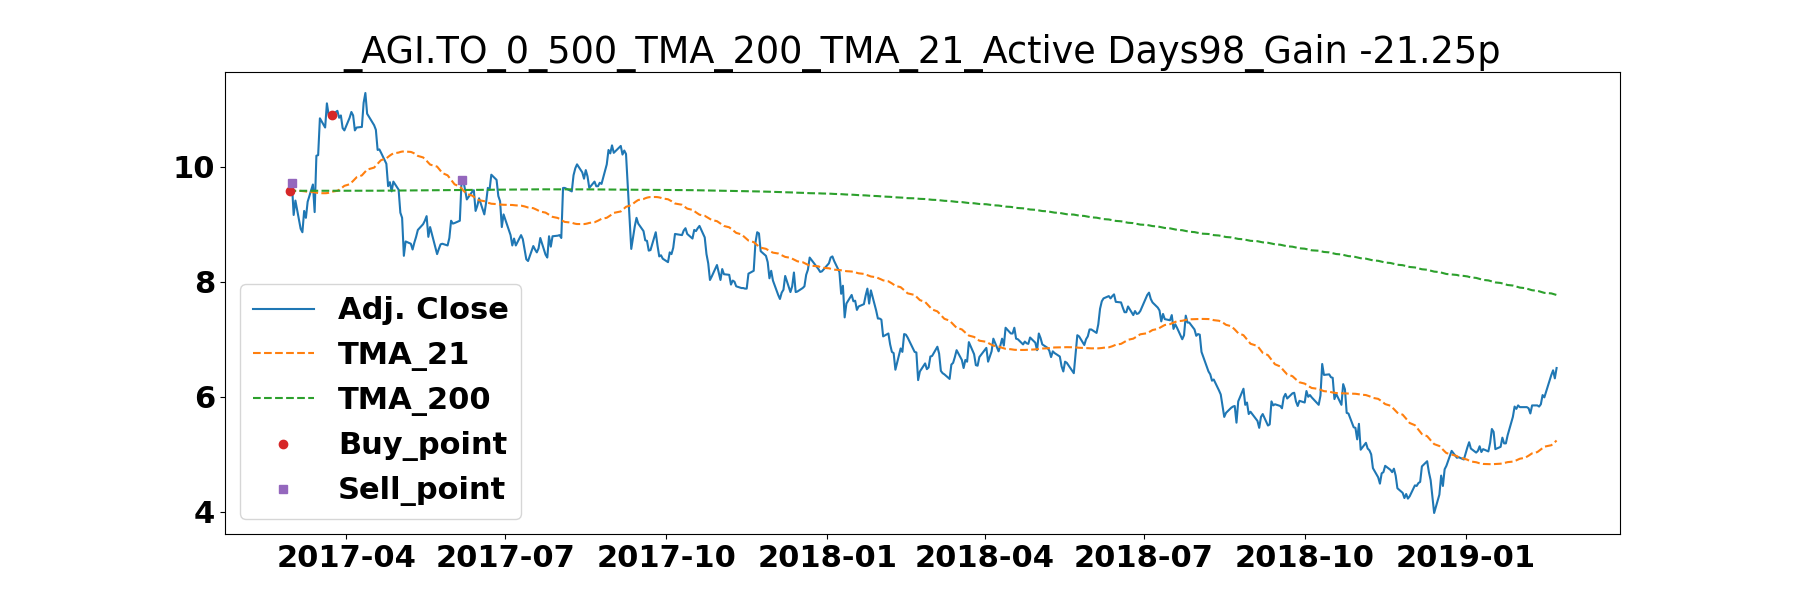 _AGI.TO_0_500_TMA_200_TMA_21_Active Days98_Gain -21.25p
10
8
6
4
Adj. Close
TMA_21
TMA_200
Buy_point
Sell_point
2017-04 2017-07 2017-10 2018-01 2018-04 2018-07 2018-10 2019-01